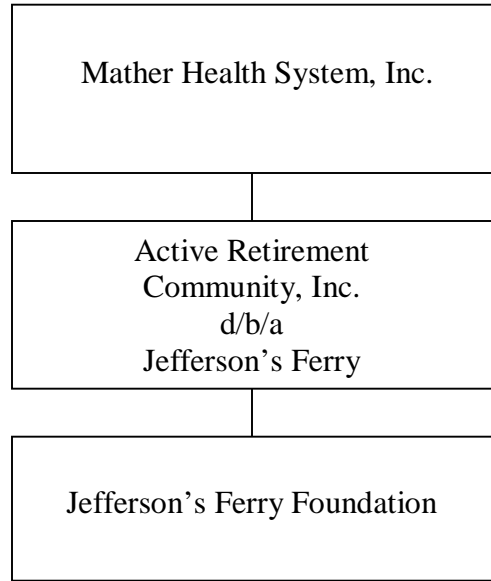 Mather Health System, Inc.
Active Retirement
Community, Inc.
d/b/a
Jefferson’s Ferry
Jefferson’s Ferry Foundation